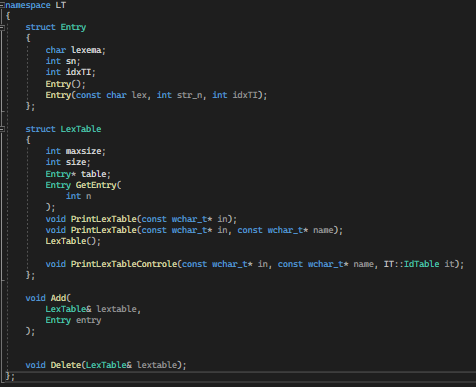 namespace LT
{
struct Entry
{
char lexema;
int sn;
int idxTI;
Entry();
Entry(const char lex, int str_n, int idxTI);
};
struct LexTable
{
int maxsize;
int size;
Entry* table;
Entry GetEntry(
int n
);
void PrintLexTable(const wchar_t* in);
void PrintLexTable(const wchar_t* in, const wchar_t* name);
LexTable();
void PrintLexTableControle(const wchar_t* in, const wchar_t* name, IT::IdTable it);
};
void Add(
LexTable& lextable,
Entry entry
);
void Delete(LexTable& lextable);
};